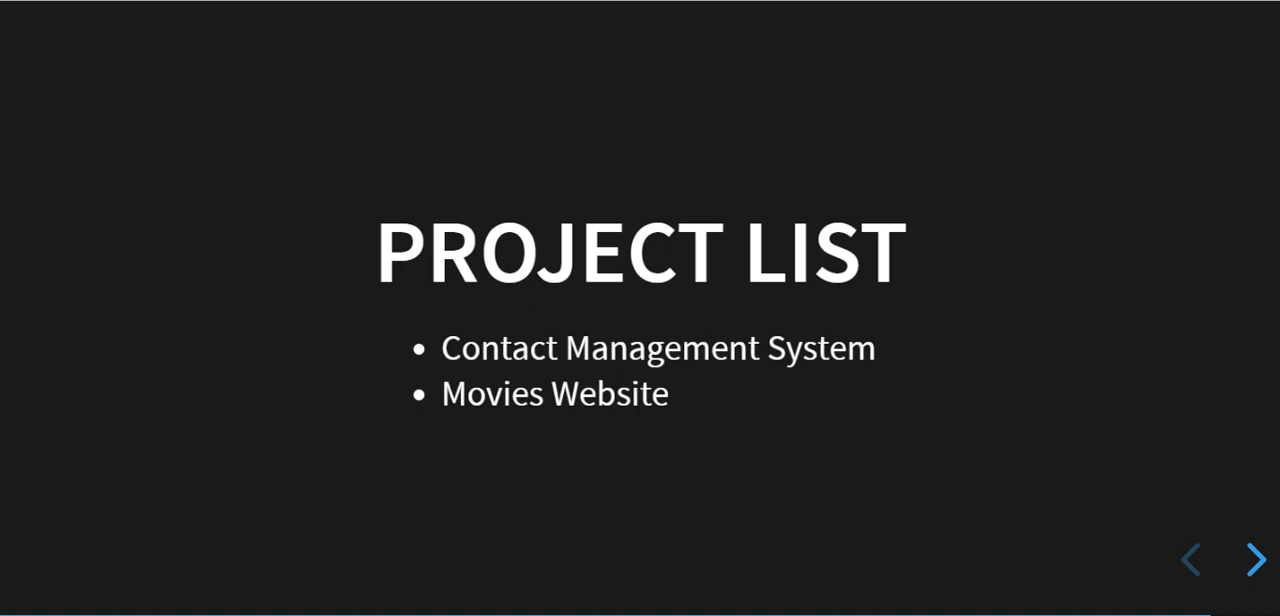 PROJECT LIST
• Contact Management System
• Movies Website